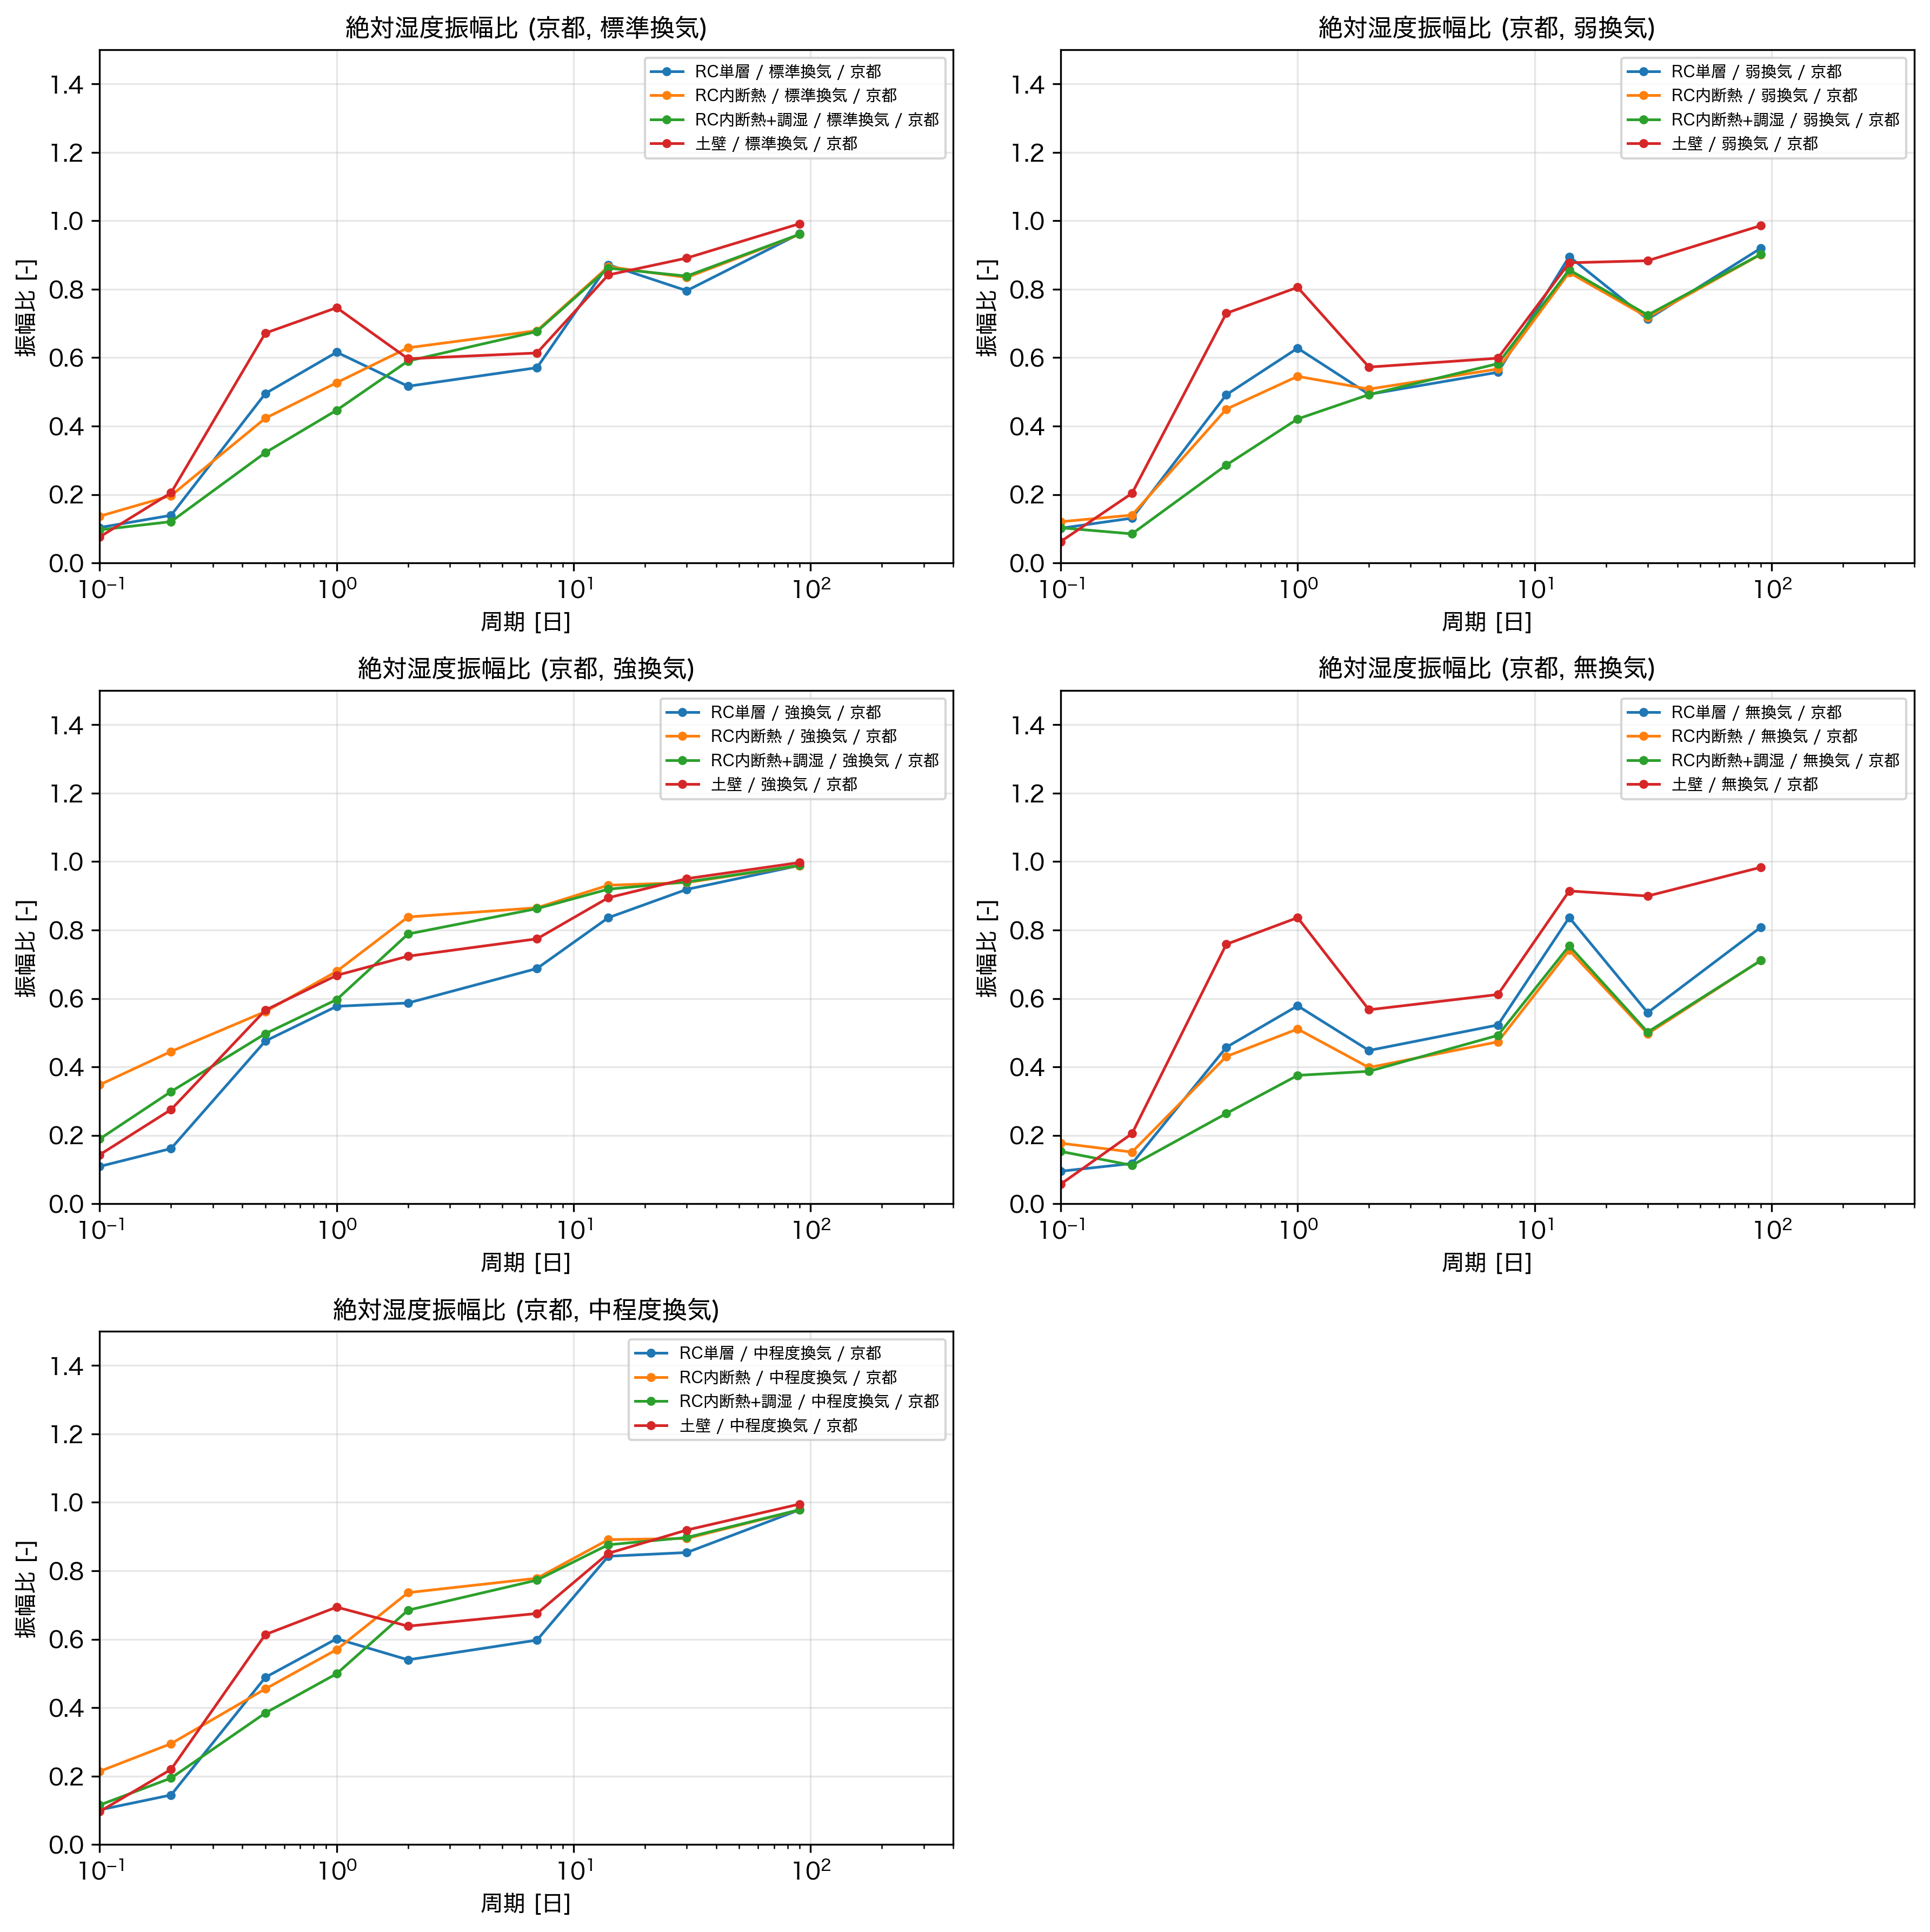 絶対湿度振幅比 (京都, 標準換気)
RC単層 / 標準換気 / 京都
RC内断熱 / 標準換気 / 京都
RC内断熱+調湿 / 標準換気 / 京都
土壁 / 標準換気 / 京都
振幅比 [-]
1.4
1.2
1.0
0.8
0.6
0.4
0.2
0.0
10⁻¹ 10⁰ 10¹ 10²
周期 [日]
絶対湿度振幅比 (京都, 弱換気)
RC単層 / 弱換気 / 京都
RC内断熱 / 弱換気 / 京都
RC内断熱+調湿 / 弱換気 / 京都
土壁 / 弱換気 / 京都
振幅比 [-]
1.4
1.2
1.0
0.8
0.6
0.4
0.2
0.0
10⁻¹ 10⁰ 10¹ 10²
周期 [日]
絶対湿度振幅比 (京都, 強換気)
RC単層 / 強換気 / 京都
RC内断熱 / 強換気 / 京都
RC内断熱+調湿 / 強換気 / 京都
土壁 / 強換気 / 京都
振幅比 [-]
1.4
1.2
1.0
0.8
0.6
0.4
0.2
0.0
10⁻¹ 10⁰ 10¹ 10²
周期 [日]
絶対湿度振幅比 (京都, 無換気)
RC単層 / 無換気 / 京都
RC内断熱 / 無換気 / 京都
RC内断熱+調湿 / 無換気 / 京都
土壁 / 無換気 / 京都
振幅比 [-]
1.4
1.2
1.0
0.8
0.6
0.4
0.2
0.0
10⁻¹ 10⁰ 10¹ 10²
周期 [日]
絶対湿度振幅比 (京都, 中程度換気)
RC単層 / 中程度換気 / 京都
RC内断熱 / 中程度換気 / 京都
RC内断熱+調湿 / 中程度換気 / 京都
土壁 / 中程度換気 / 京都
振幅比 [-]
1.4
1.2
1.0
0.8
0.6
0.4
0.2
0.0
10⁻¹ 10⁰ 10¹ 10²
周期 [日]